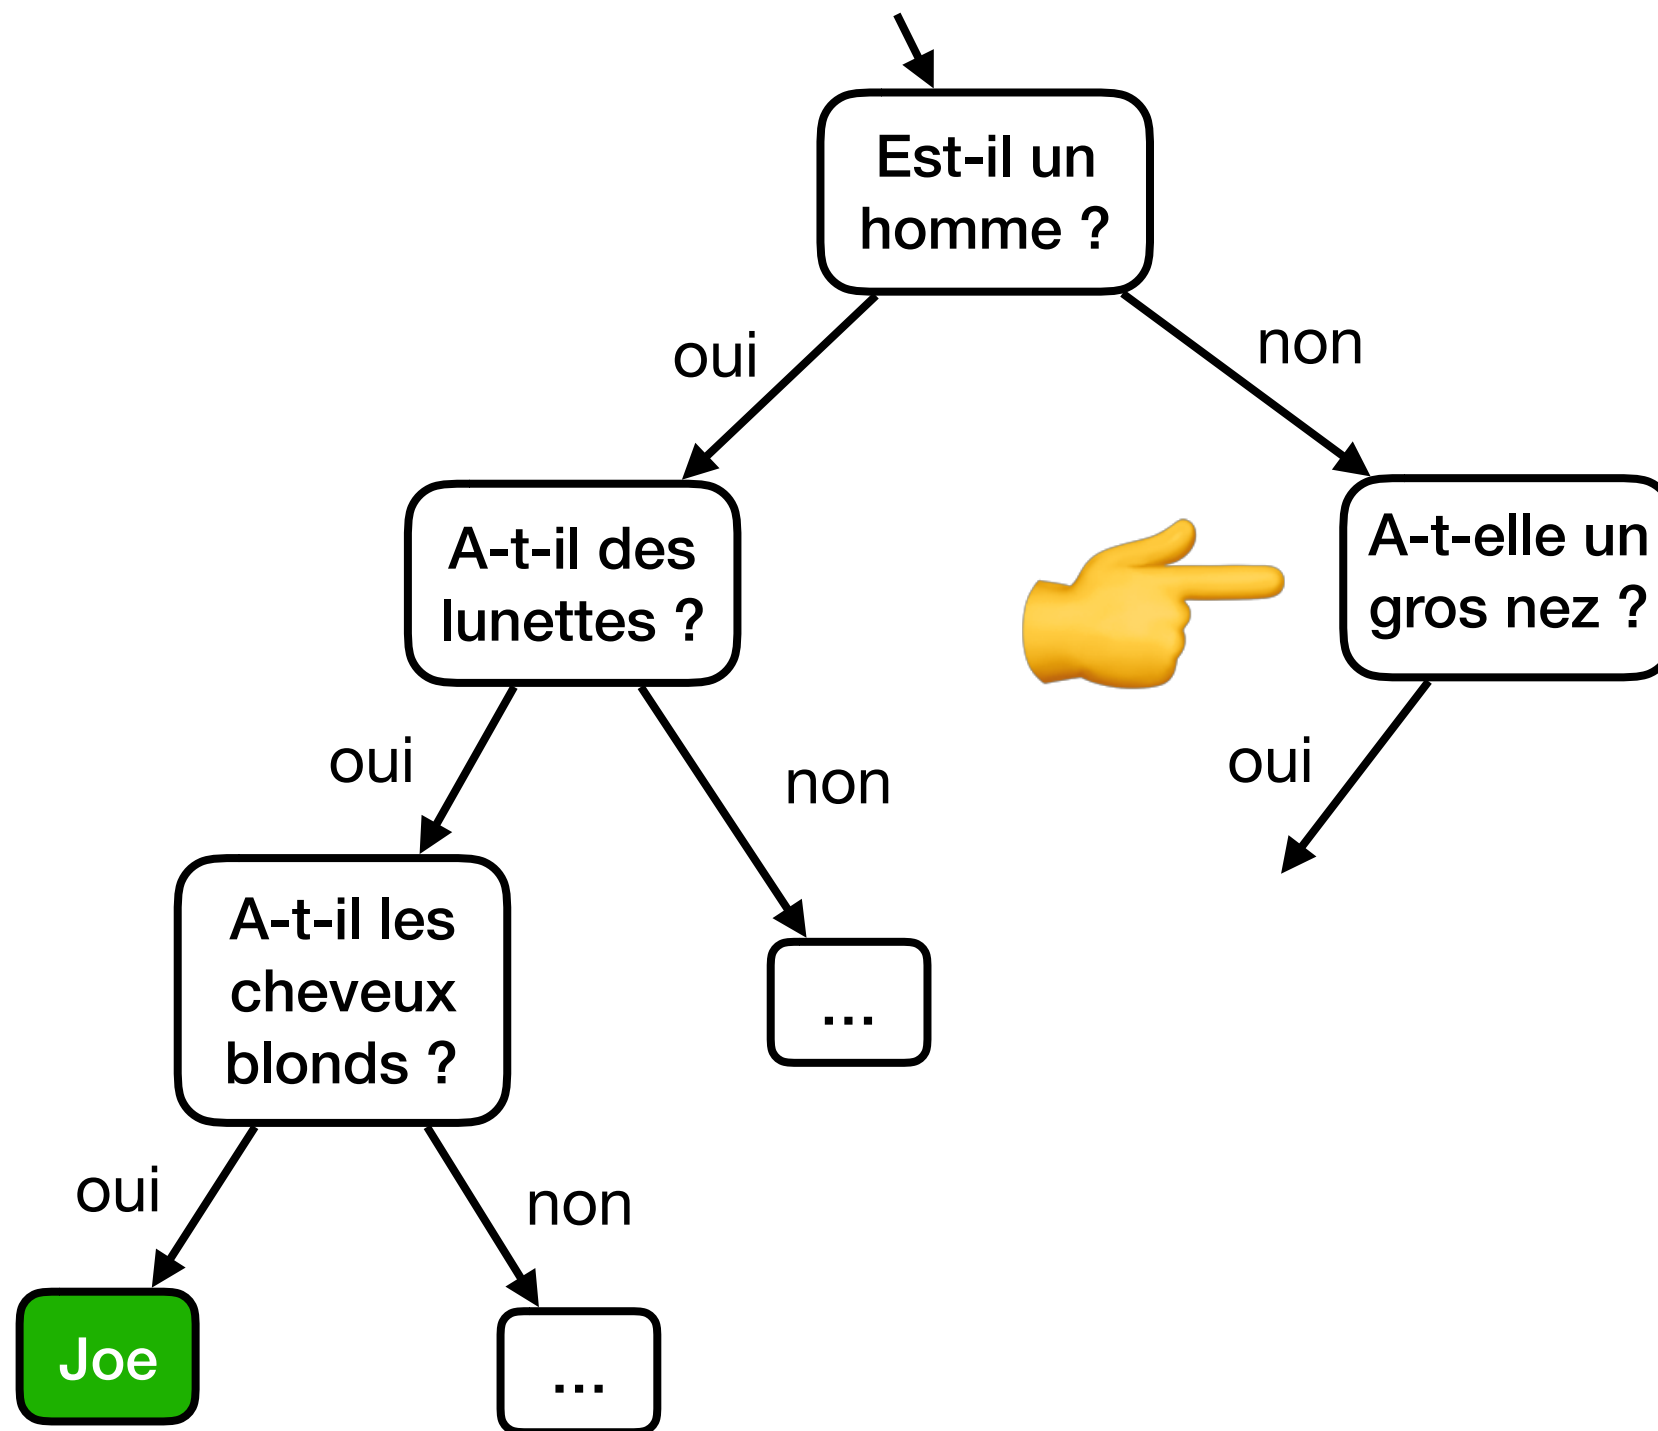 Est-il un
homme ?
oui
non
A-t-il des
lunettes ?
A-t-elle un
gros nez ?
oui
non
oui
A-t-il les
cheveux
blonds ?
...
oui
non
Joe
...